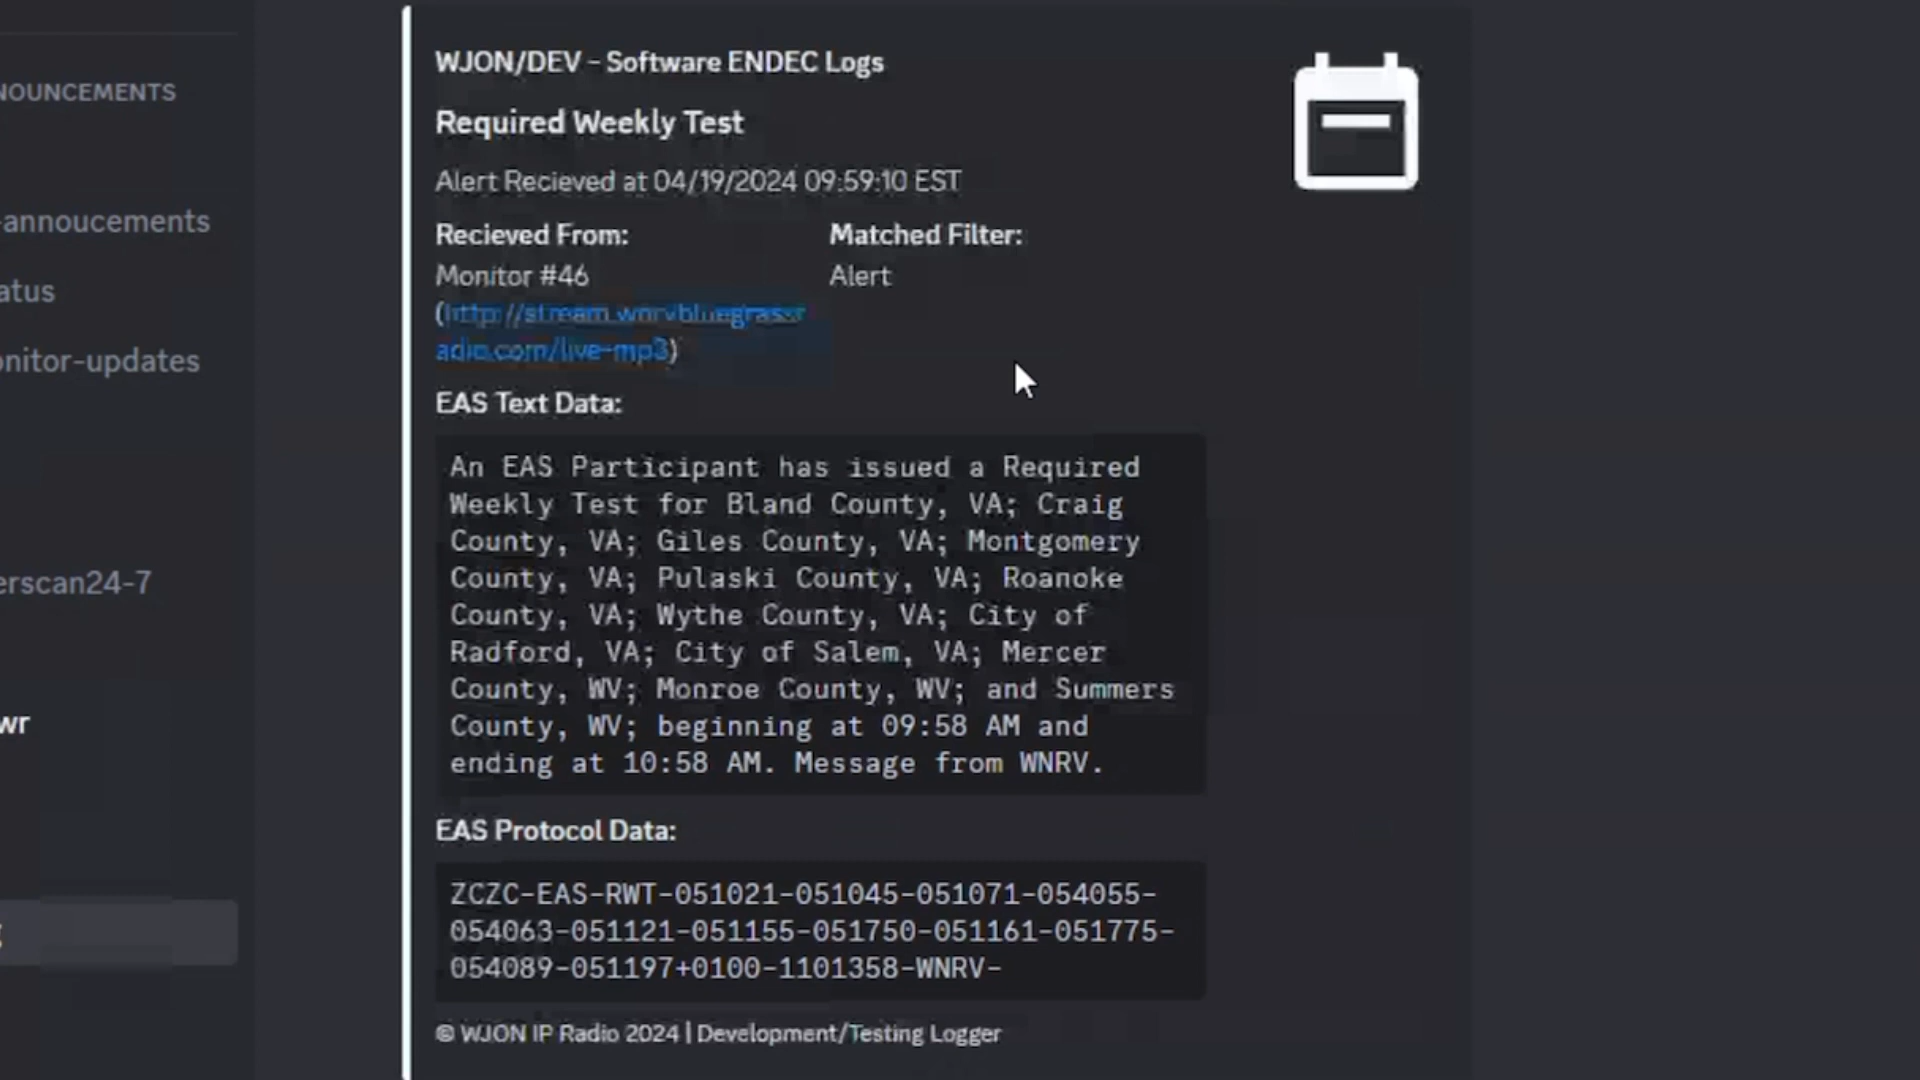 NOUNCEMENTS
-annoucements
atus
onitor-updates
erscan24-7
wr
WJON/DEV - Software ENDEC Logs
Required Weekly Test
Alert Recieved at 04/19/2024 09:59:10 EST
Recieved From:
Matched Filter:
Monitor #46
Alert
(http://stream.wnrvbluegrassr
adio.com/live-mp3)
EAS Text Data:
An EAS Participant has issued a Required
Weekly Test for Bland County, VA; Craig
County, VA; Giles County, VA; Montgomery
County, VA; Pulaski County, VA; Roanoke
County, VA; Wythe County, VA; City of
Radford, VA; City of Salem, VA; Mercer
County, WV; Monroe County, WV; and Summers
County, WV; beginning at 09:58 AM and
ending at 10:58 AM. Message from WNRV.
EAS Protocol Data:
ZCZC-EAS-RWT-051021-051045-051071-054055-
054063-051121-051155-051750-051161-051775-
054089-051197+0100-1101358-WNRV-
© WJON IP Radio 2024 | Development/Testing Logger